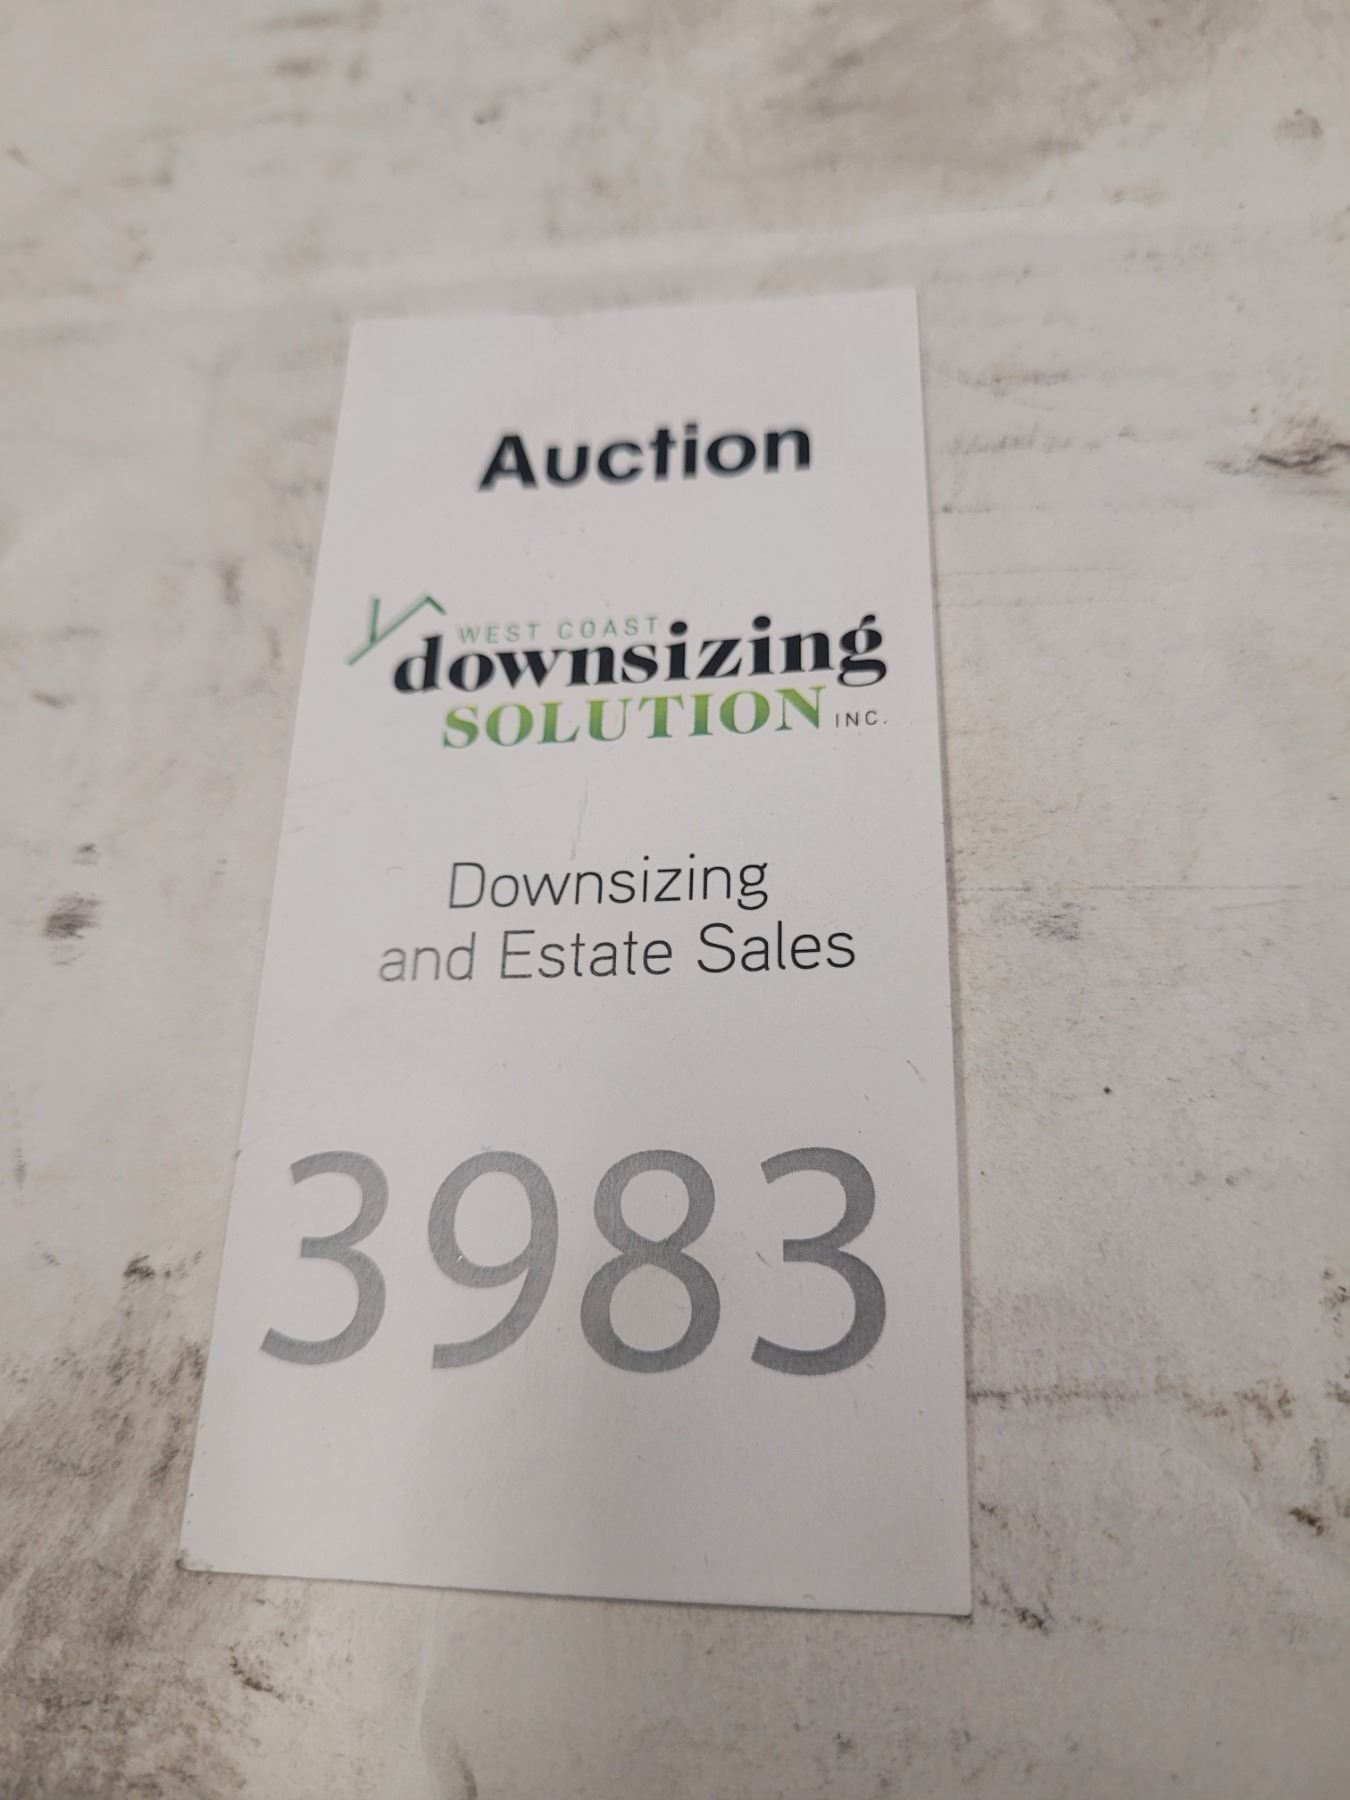 Auction
WEST COAST
downsizing
SOLUTION INC.
Downsizing
and Estate Sales
3983